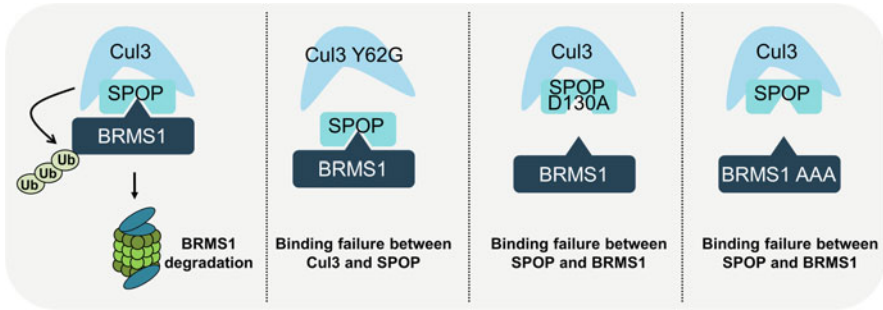 Cul3
SPOP
BRMS1
Ub
Ub
Ub
BRMS1
degradation
Cul3 Y62G
SPOP
BRMS1
Binding failure between
Cul3 and SPOP
Cul3
SPOP
D130A
BRMS1
Binding failure between
SPOP and BRMS1
Cul3
SPOP
BRMS1 AAA
Binding failure between
SPOP and BRMS1